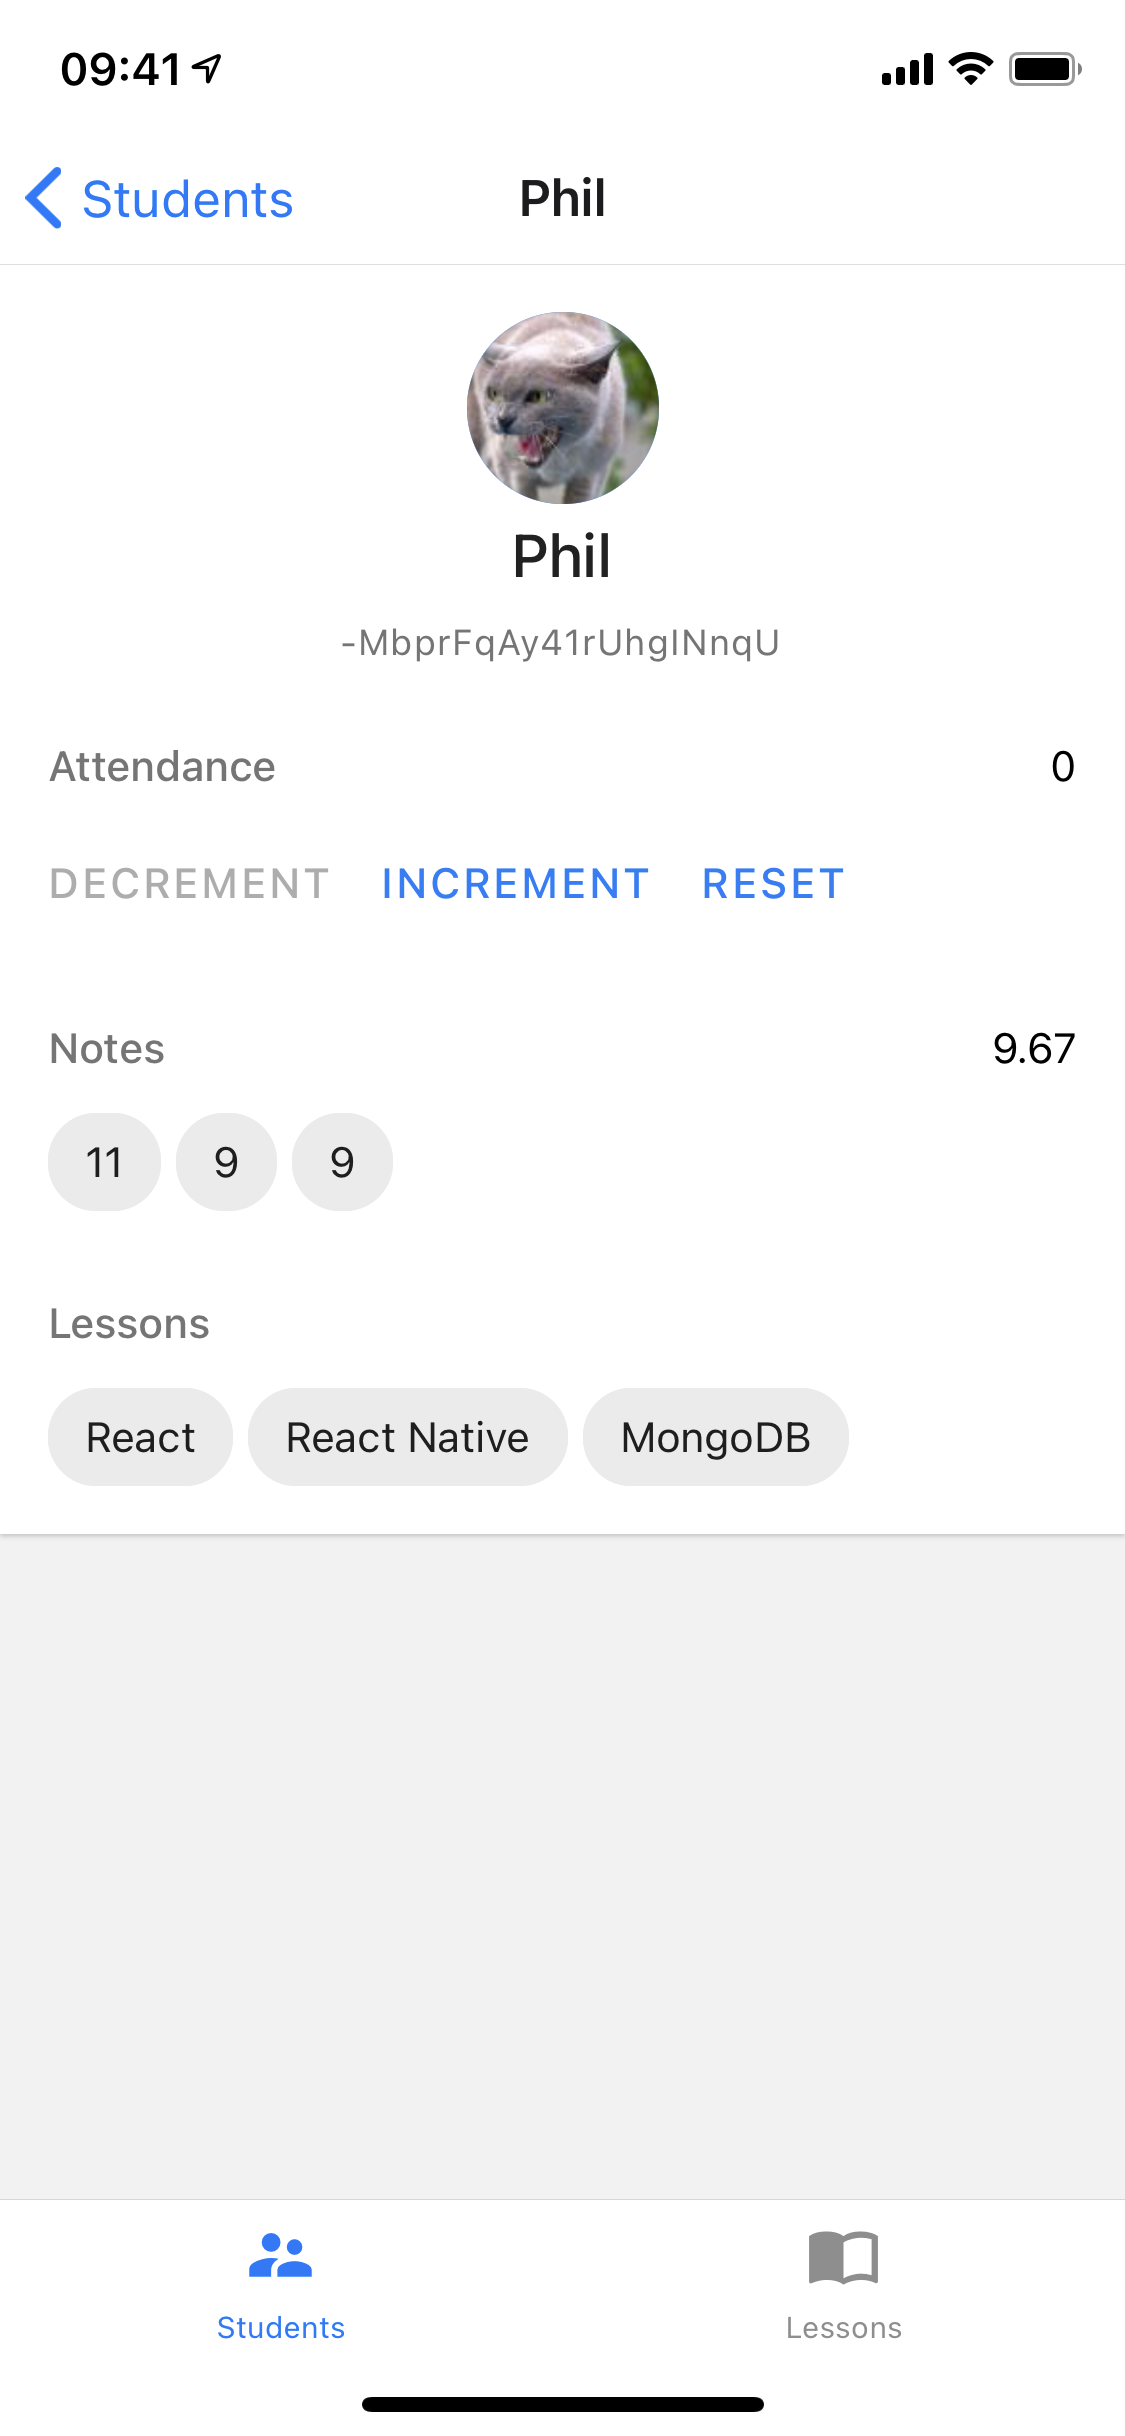 09:41
Students Phil
Phil
-MbprFqAy41rUhgINnqU
Attendance 0
DECREMENT INCREMENT RESET
Notes 9.67
11 9 9
Lessons
React React Native MongoDB
Students Lessons